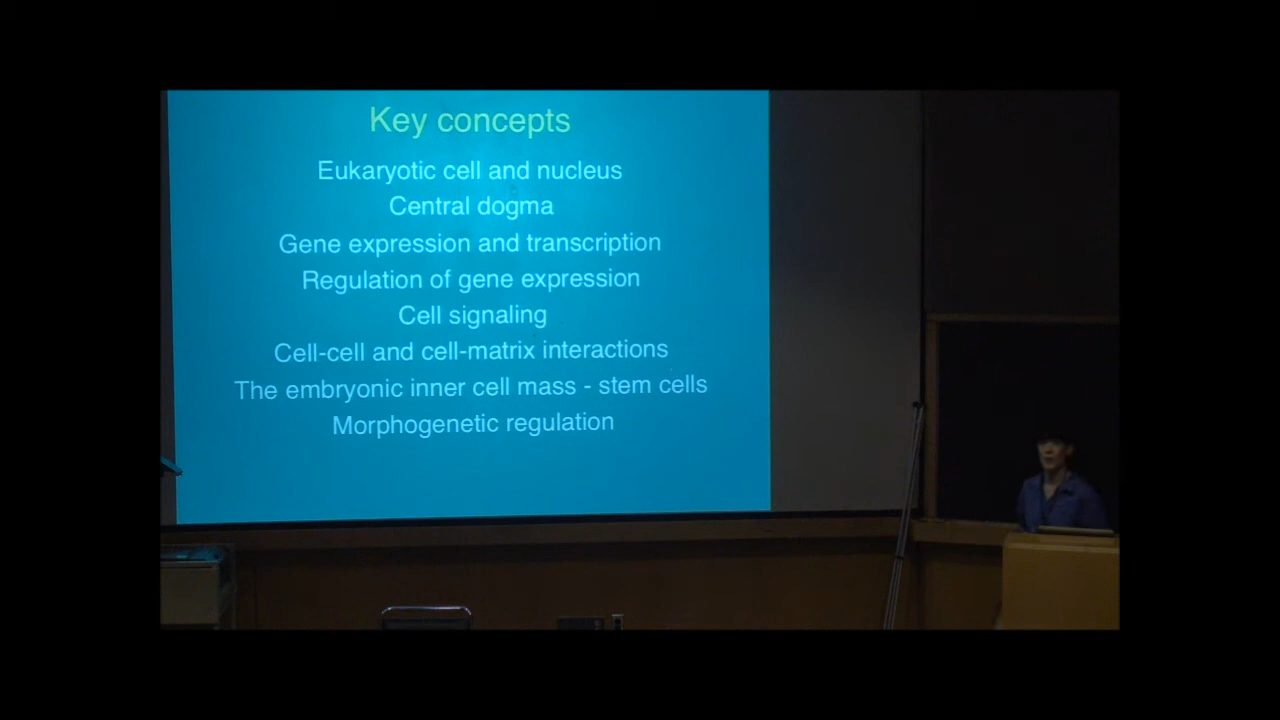 Key concepts
Eukaryotic cell and nucleus
Central dogma
Gene expression and transcription
Regulation of gene expression
Cell signaling
Cell-cell and cell-matrix interactions
The embryonic inner cell mass - stem cells
Morphogenetic regulation